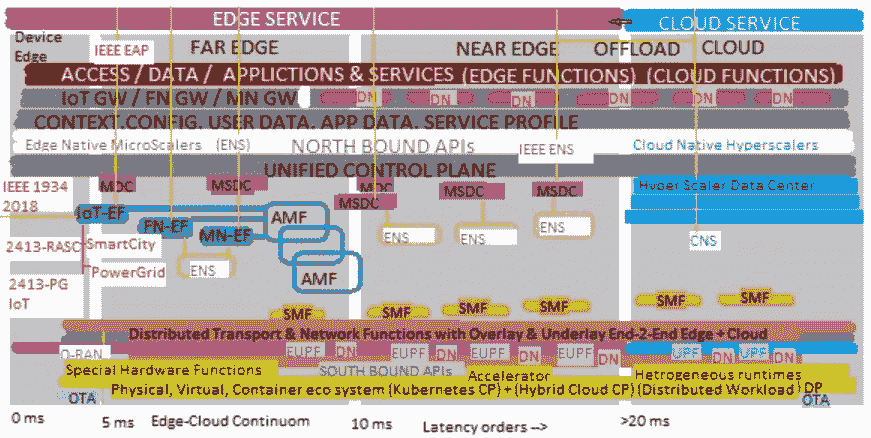 EDGE SERVICE
CLOUD SERVICE
Device Edge
IEEE EAP
FAR EDGE
NEAR EDGE
OFFLOAD
CLOUD
ACCESS / DATA / APPLICTIONS & SERVICES (EDGE FUNCTIONS) (CLOUD FUNCTIONS)
IoT GW / FN GW / MN GW
DN
DN
DN
DN
DN
DN
CONTEXT.CONFIG. USER DATA. APP DATA. SERVICE PROFILE
Edge Native MicroScalers (ENS)
NORTH BOUND APIs
IEEE ENS
Cloud Native Hyperscalers
UNIFIED CONTROL PLANE
IEEE 1934
2018
MDC
MSDC
MDC
MSDC
MSDC
MSDC
Hyper Scaler Data Center
IoT-EF
FN-EF
MN-EF
AMF
AMF
ENS
ENS
ENS
ENS
CNS
2413-RASC
SmartCity
PowerGrid
2413-PG
IoT
SMF
SMF
SMF
SMF
SMF
SMF
Distributed Transport & Network Functions with Overlay & Underlay End-2-End Edge + Cloud
O-RAN
EUPF
DN
EUPF
DN
EUPF
DN
EUPF
DN
UPF
DN
UPF
DN
Special Hardware Functions
SOUTH BOUND APIs
Accelerator
Hetrogneous runtimes
Physical, Virtual, Container eco system (Kubernetes CP) + (Hybrid Cloud CP) (Distributed Workload) DP
OTA
OTA
0 ms
5 ms
Edge-Cloud Continuom
10 ms
Latency orders -->
>20 ms